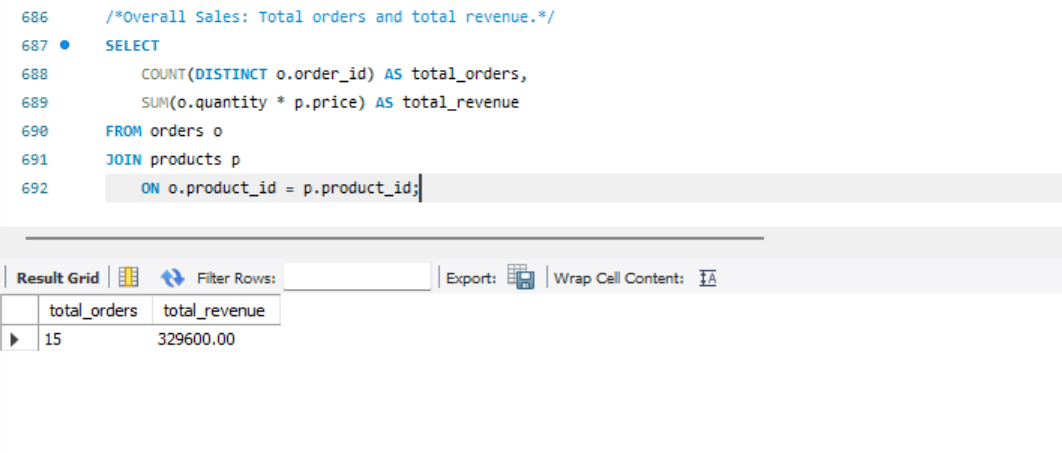 686 /*Overall Sales: Total orders and total revenue.*/
687 SELECT
688 COUNT(DISTINCT o.order_id) AS total_orders,
689 SUM(o.quantity * p.price) AS total_revenue
690 FROM orders o
691 JOIN products p
692 ON o.product_id = p.product_id;
Result Grid Filter Rows: Export: Wrap Cell Content: IA
total_orders total_revenue
15 329600.00